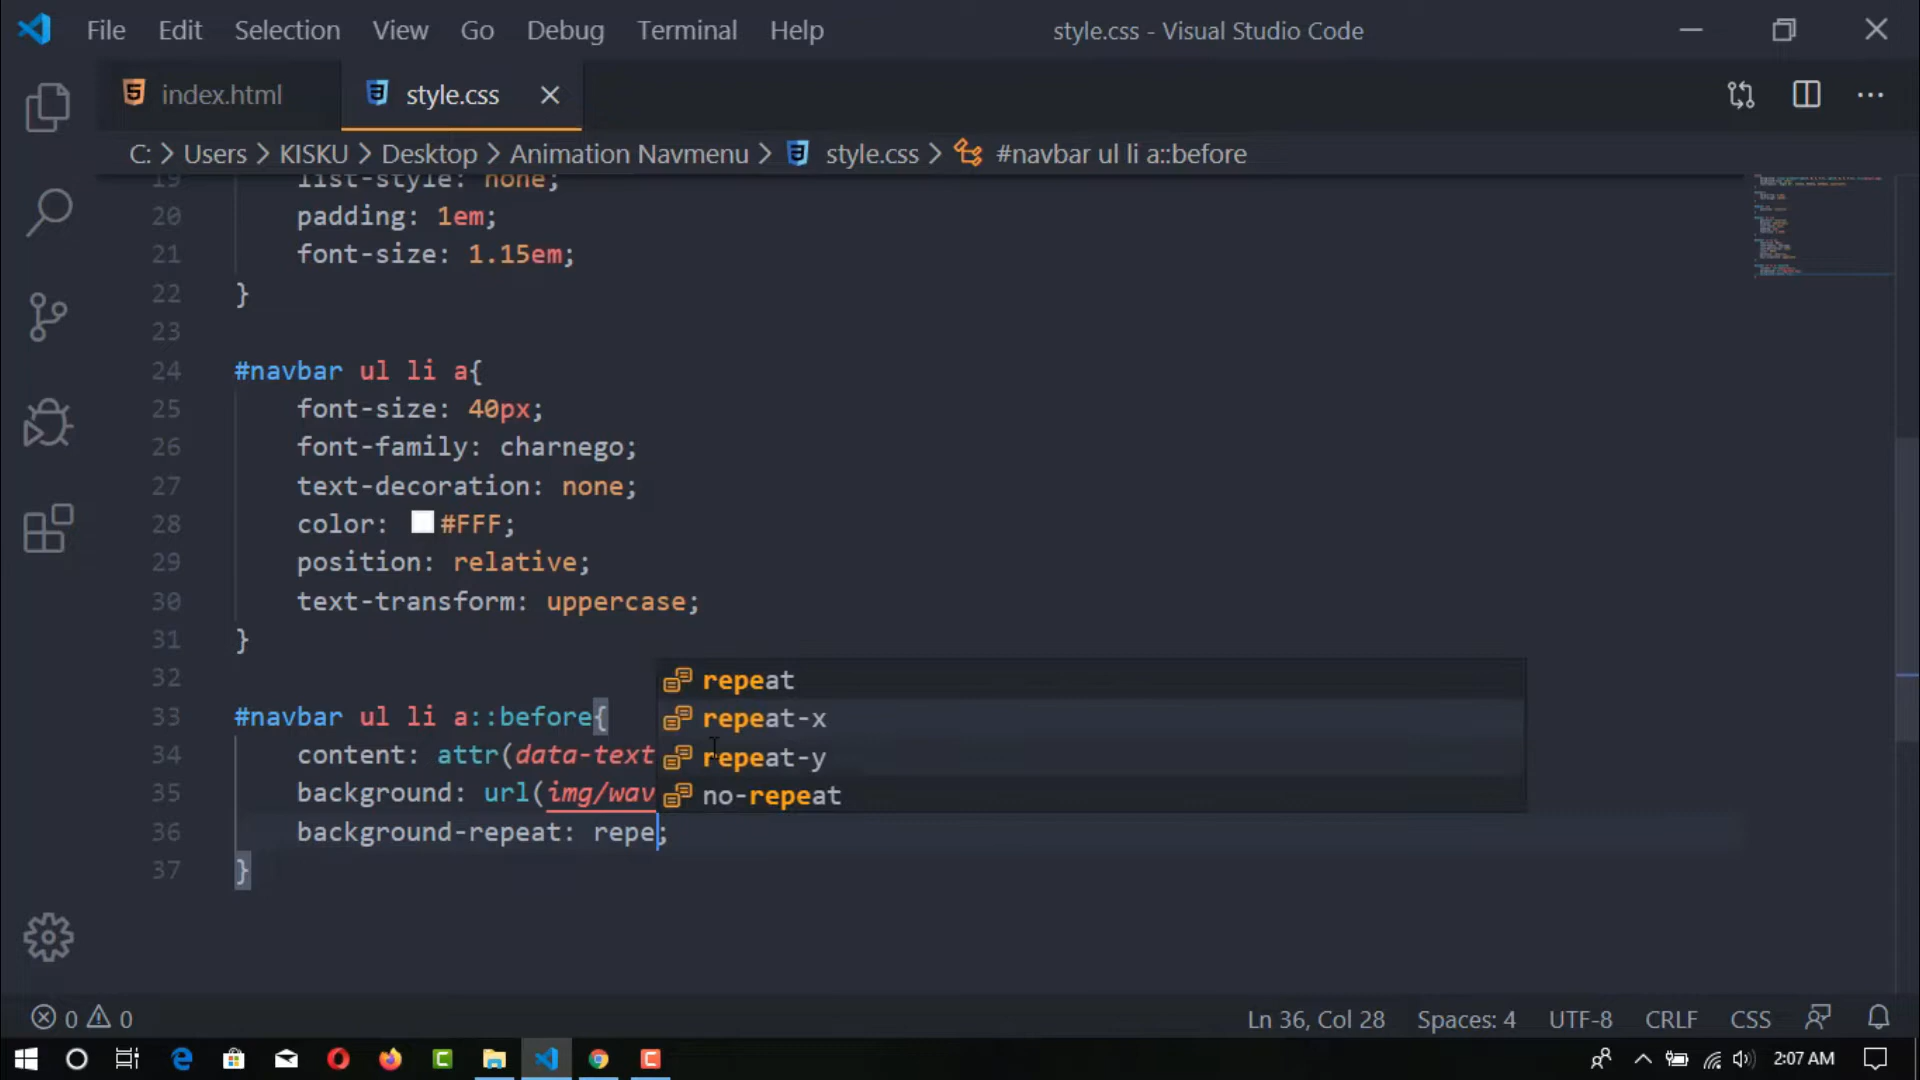 File Edit Selection View Go Debug Terminal Help style.css - Visual Studio Code
index.html style.css
C: > Users > KISKU > Desktop > Animation Navmenu > style.css > #navbar ul li a::before
19 list-style: none;
20 padding: 1em;
21 font-size: 1.15em;
22 }
23
24 #navbar ul li a{
25 font-size: 40px;
26 font-family: charnego;
27 text-decoration: none;
28 color: #FFF;
29 position: relative;
30 text-transform: uppercase;
31 }
32 repeat
33 #navbar ul li a::before{ repeat-x
34 content: attr(data-text repeat-y
35 background: url(img/wav no-repeat
36 background-repeat: repe;
37 }
0 0 Ln 36, Col 28 Spaces: 4 UTF-8 CRLF CSS
2:07 AM